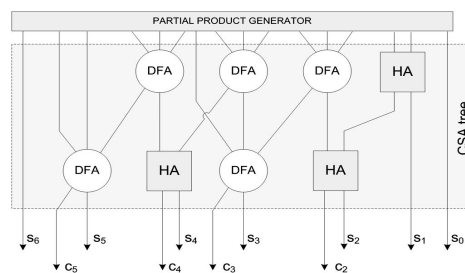 PARTIAL PRODUCT GENERATOR
DFA DFA DFA HA
CSA tree
DFA HA DFA HA
S6 S5 S4 S3 S2 S1 S0
C5 C4 C3 C2